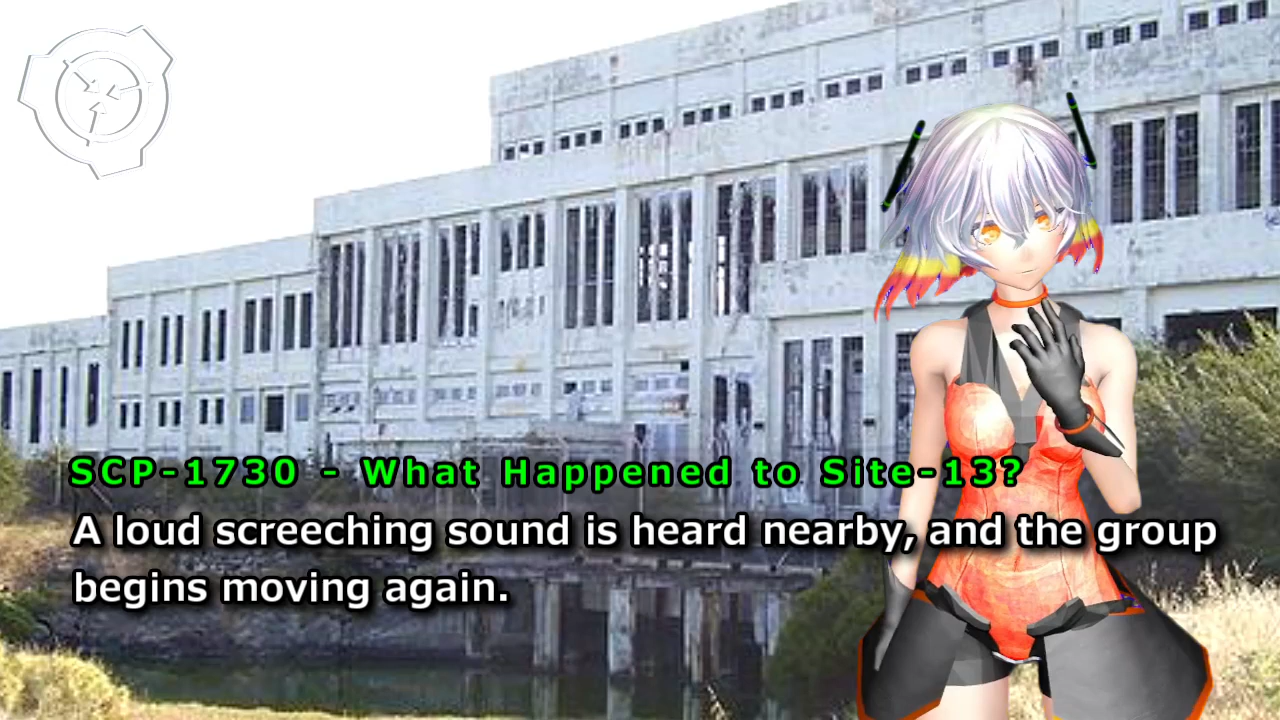 SCP-1730 - What Happened to Site-13?
A loud screeching sound is heard nearby, and the group
begins moving again.